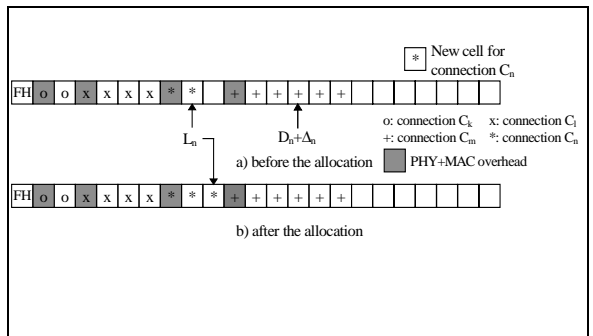 * New cell for
connection Cn
FH o o x x x x * * + + + + + +
Ln
Dn+Δn
o: connection Ck x: connection Cl
+: connection Cm *: connection Cn
a) before the allocation
PHY+MAC overhead
FH o o x x x x * * * + + + + + +
b) after the allocation